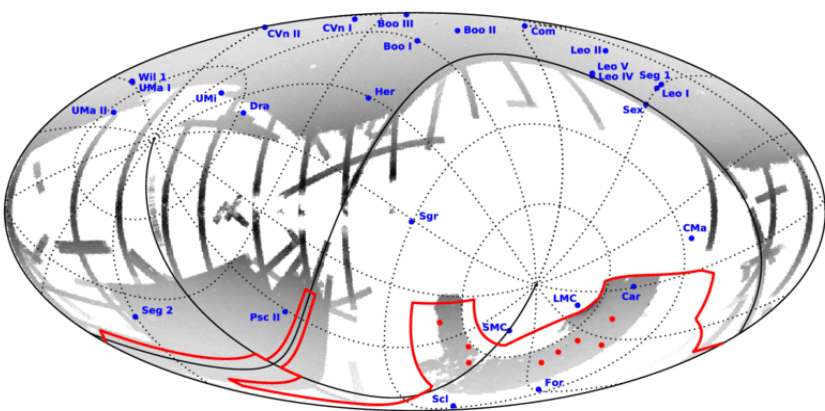 CVn II
CVn I
Boo III
Boo I
Boo II
Com
Leo II
Leo V
Leo IV
Seg 1
Leo I
Sex
Wil 1
UMa I
UMa II
UMi
Dra
Her
Sgr
CMa
Seg 2
Psc II
SMC
LMC
Car
For
Scl